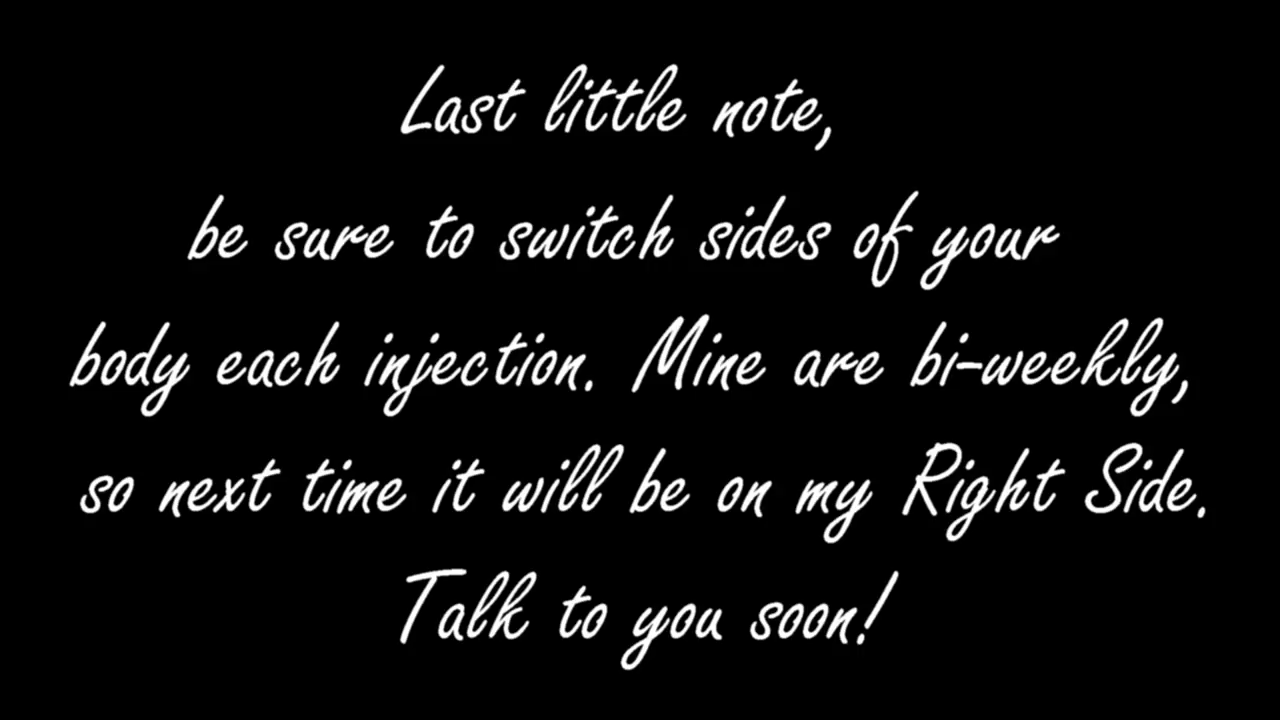 Last little note,
be sure to switch sides of your
body each injection. Mine are bi-weekly,
so next time it will be on my Right Side.
Talk to you soon!